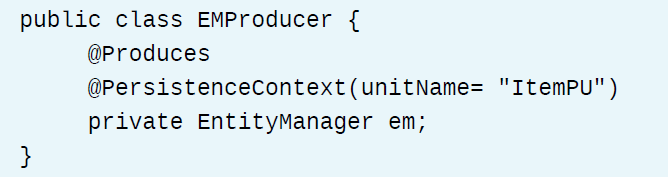 public class EMProducer {
     @Produces
     @PersistenceContext(unitName= "ItemPU")
     private EntityManager em;
}